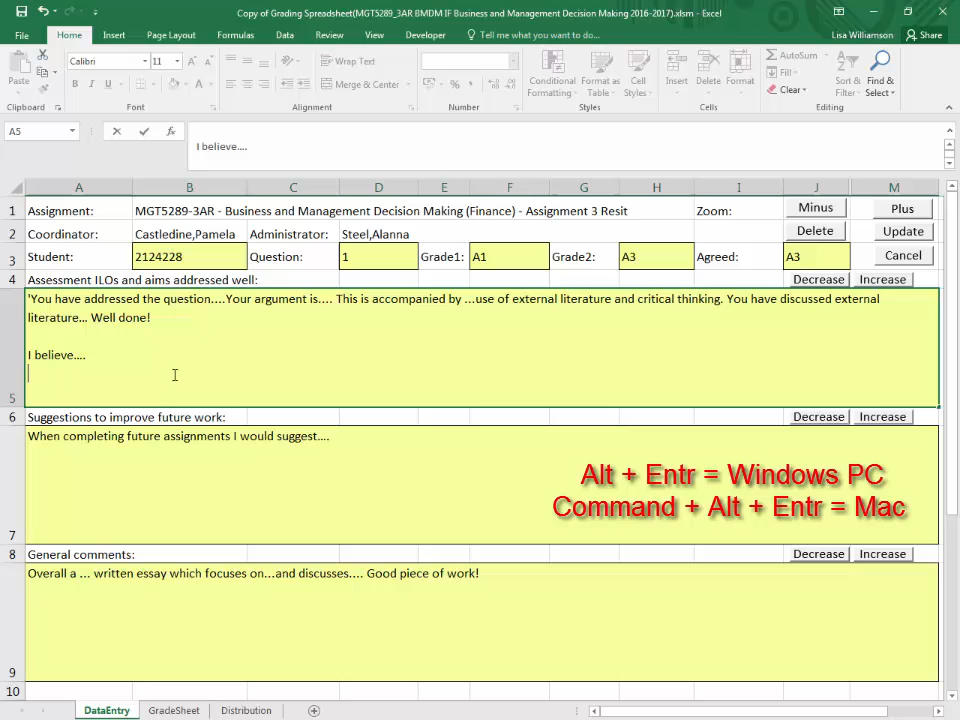 Copy of Grading Spreadsheet(MGT5289_3AR BMDM IF Business and Management Decision Making 2016-2017).xlsm - Excel
File Home Insert Page Layout Formulas Data Review View Developer Tell me what you want to do... Lisa Williamson Share
Paste
Calibri 11
B I U
Wrap Text
Merge & Center
%
Conditional Formatting
Format as Table
Cell Styles
Insert Delete Format
AutoSum
Fill
Clear
Sort & Filter
Find & Select
Clipboard Font Alignment Number Styles Cells Editing
A5 fx I believe....
A B C D E F G H I J M
1 Assignment: MGT5289-3AR - Business and Management Decision Making (Finance) - Assignment 3 Resit Zoom: Minus Plus
2 Coordinator: Castledine,Pamela Administrator: Steel,Alanna Delete Update
3 Student: 2124228 Question: 1 Grade1: A1 Grade2: A3 Agreed: A3 Cancel
4 Assessment ILOs and aims addressed well: Decrease Increase
'You have addressed the question....Your argument is.... This is accompanied by ...use of external literature and critical thinking. You have discussed external
literature... Well done!
I believe....
5
6 Suggestions to improve future work: Decrease Increase
When completing future assignments I would suggest....
Alt + Entr = Windows PC
Command + Alt + Entr = Mac
7
8 General comments: Decrease Increase
Overall a ... written essay which focuses on...and discusses.... Good piece of work!
9
10
DataEntry GradeSheet Distribution